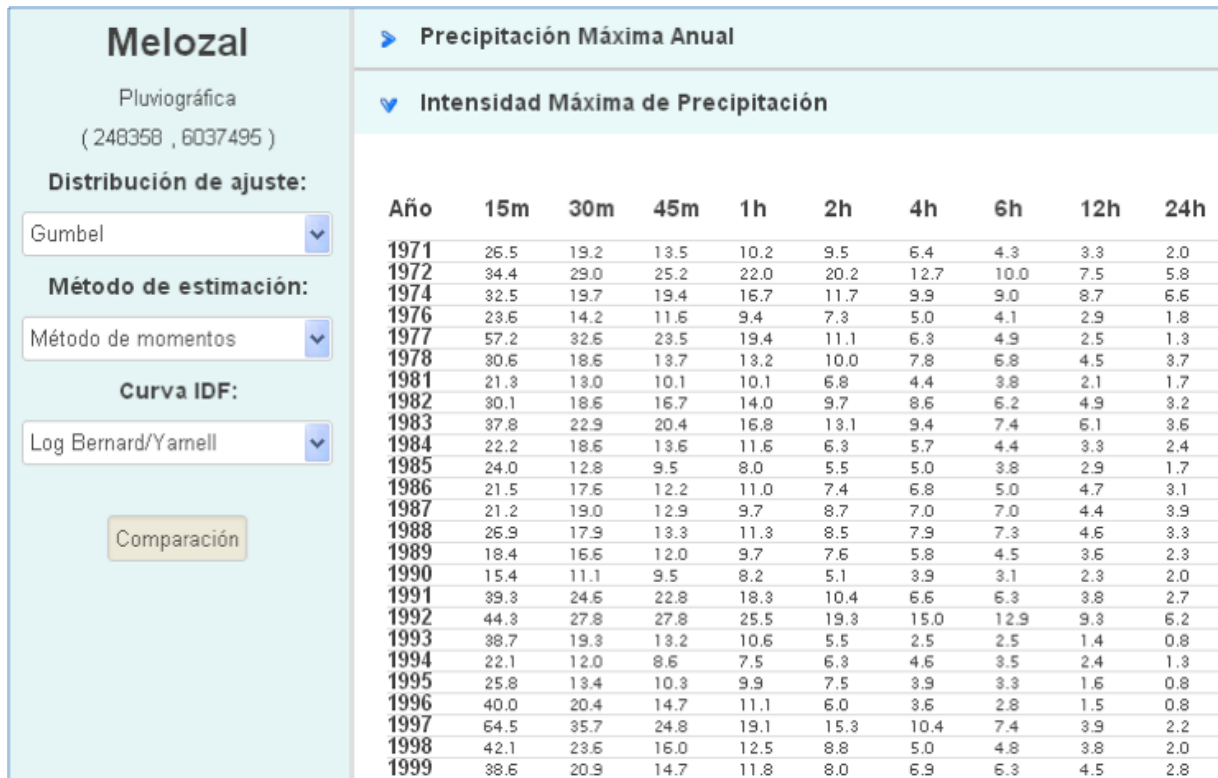 Melozal
Pluviográfica
( 248358 , 6037495 )
Distribución de ajuste:
Gumbel
Método de estimación:
Método de momentos
Curva IDF:
Log Bernard/Yarnell
Comparación
Precipitación Máxima Anual
Intensidad Máxima de Precipitación
Año 15m 30m 45m 1h 2h 4h 6h 12h 24h
1971 26.5 19.2 13.5 10.2 9.5 6.4 4.3 3.3 2.0
1972 34.4 29.0 25.2 22.0 20.2 12.7 10.0 7.5 5.8
1974 32.5 19.7 19.4 16.7 11.7 9.9 9.0 8.7 6.6
1976 23.6 14.2 11.6 9.4 7.3 5.0 4.1 2.9 1.8
1977 57.2 32.6 23.5 19.4 11.1 6.3 4.9 2.5 1.3
1978 30.6 18.6 13.7 13.2 10.0 7.8 6.8 4.5 3.7
1981 21.3 13.0 10.1 10.1 6.8 4.4 3.8 2.1 1.7
1982 30.1 18.6 16.7 14.0 9.7 8.6 6.2 4.9 3.2
1983 37.8 22.9 20.4 16.8 13.1 9.4 7.4 6.1 3.6
1984 22.2 18.6 13.6 11.6 6.3 5.7 4.4 3.3 2.4
1985 24.0 12.8 9.5 8.0 5.5 5.0 3.8 2.9 1.7
1986 21.5 17.6 12.2 11.0 7.4 6.8 5.0 4.7 3.1
1987 21.2 19.0 12.9 9.7 8.7 7.0 7.0 4.4 3.9
1988 26.9 17.9 13.3 11.3 8.5 7.9 7.3 4.6 3.3
1989 18.4 16.6 12.0 9.7 7.6 5.8 4.5 3.6 2.3
1990 15.4 11.1 9.5 8.2 5.1 3.9 3.1 2.3 2.0
1991 39.3 24.6 22.8 18.3 10.4 6.6 6.3 3.8 2.7
1992 44.3 27.8 27.8 25.5 19.3 15.0 12.9 9.3 6.2
1993 38.7 19.3 13.2 10.6 5.5 2.5 2.5 1.4 0.8
1994 22.1 12.0 8.6 7.5 6.3 4.6 3.5 2.4 1.3
1995 25.8 13.4 10.3 9.9 7.5 3.9 3.3 1.6 0.8
1996 40.0 20.4 14.7 11.1 6.0 3.6 2.8 1.5 0.8
1997 64.5 35.7 24.8 19.1 15.3 10.4 7.4 3.9 2.2
1998 42.1 23.6 16.0 12.5 8.8 5.0 4.8 3.8 2.0
1999 38.6 20.9 14.7 11.8 8.0 6.9 6.3 4.5 2.8